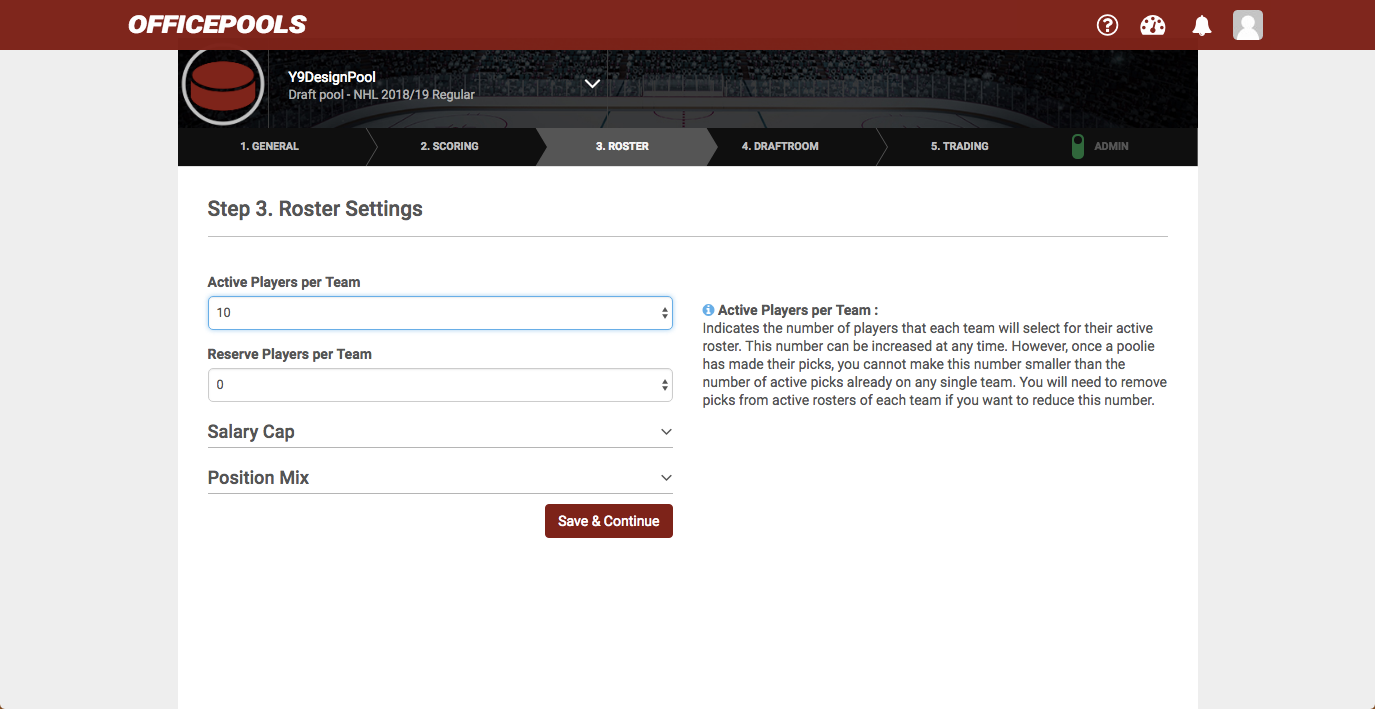 OFFICEPOOLS
Y9DesignPool
Draft pool - NHL 2018/19 Regular
1. GENERAL
2. SCORING
3. ROSTER
4. DRAFTROOM
5. TRADING
ADMIN
Step 3. Roster Settings
Active Players per Team
10
Reserve Players per Team
0
Salary Cap
Position Mix
Save & Continue
Active Players per Team :
Indicates the number of players that each team will select for their active
roster. This number can be increased at any time. However, once a poolie
has made their picks, you cannot make this number smaller than the
number of active picks already on any single team. You will need to remove
picks from active rosters of each team if you want to reduce this number.